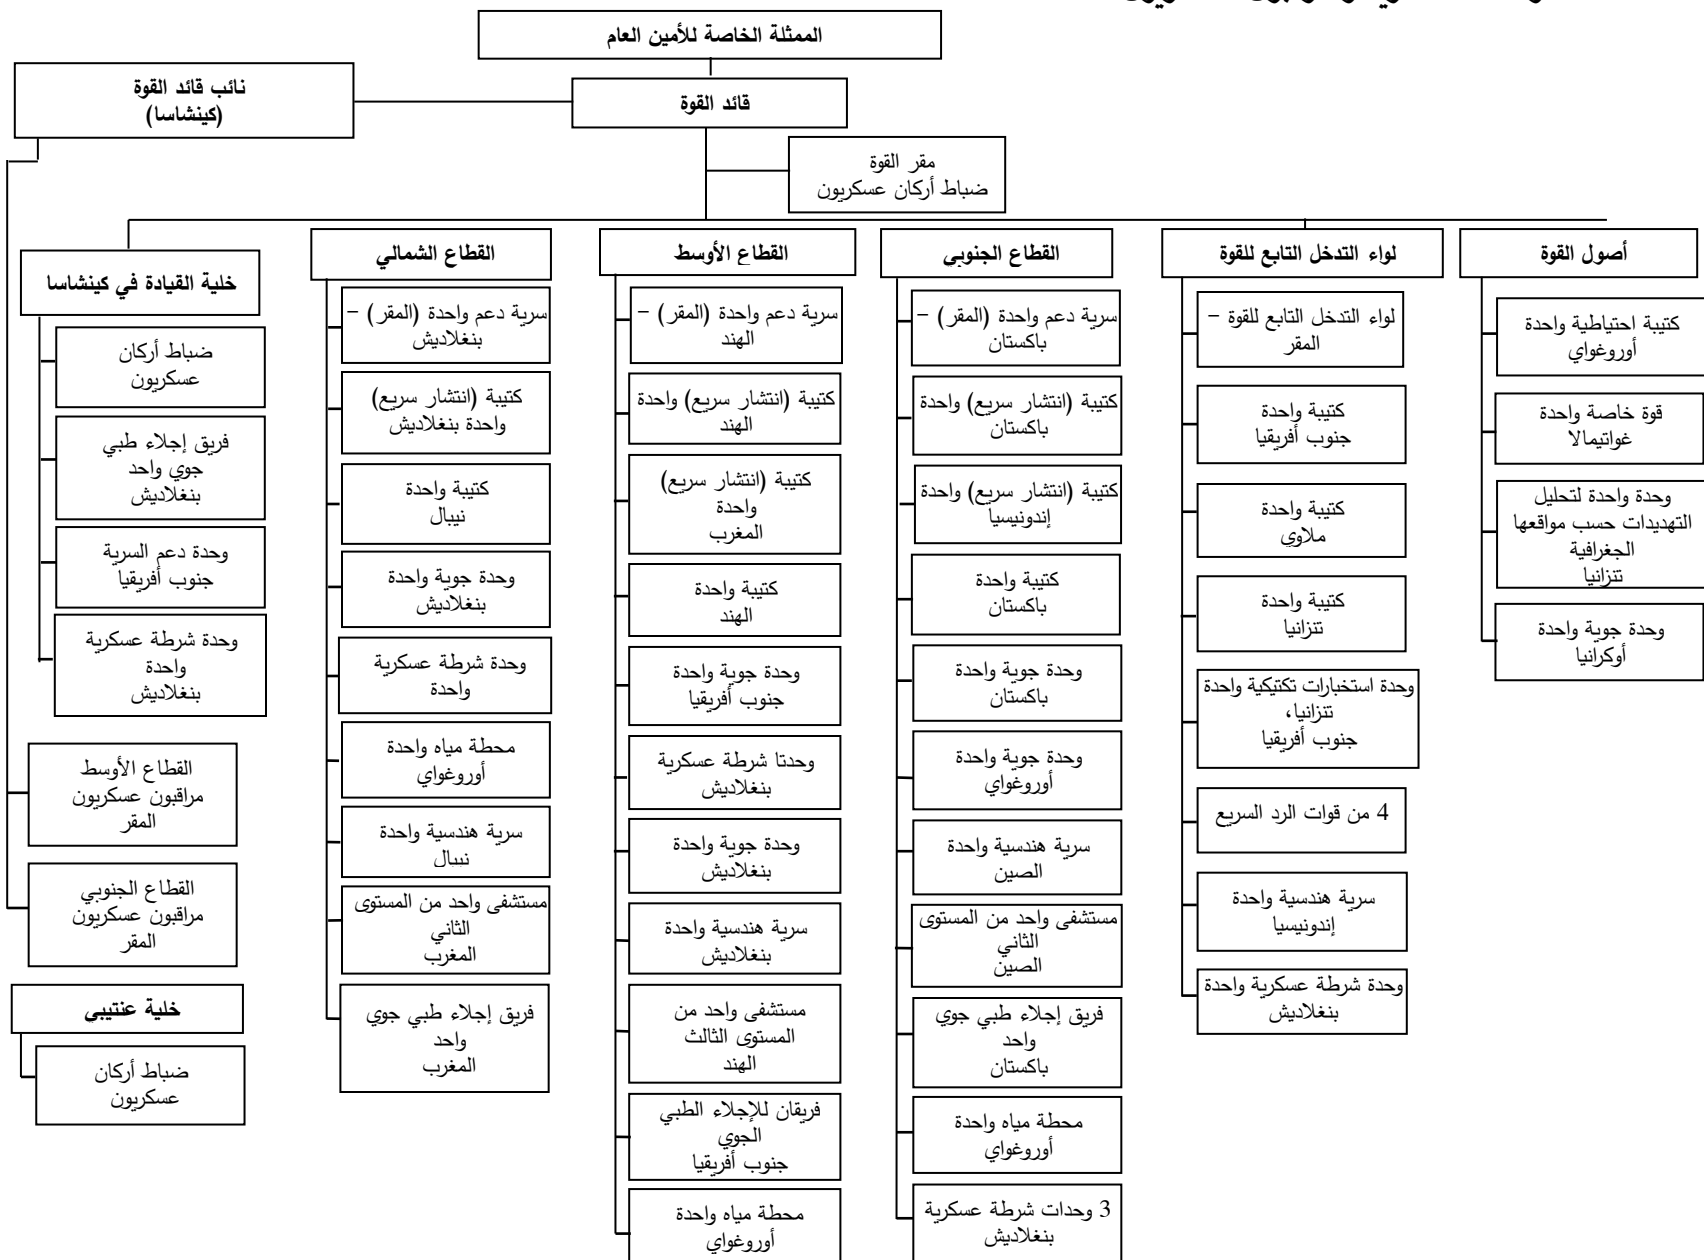 الممثلة الخاصة للأمين العام
قائد القوة
نائب قائد القوة
(كينشاسا)
مقر القوة
ضباط أركان عسكريون
أصول القوة
كتيبة احتياطية واحدة
أوروغواي
قوة خاصة واحدة
غواتيمالا
وحدة واحدة لتحليل
التهديدات حسب مواقعها
الجغرافية
تنزانيا
وحدة جوية واحدة
أوكرانيا
لواء التدخل التابع للقوة
لواء التدخل التابع للقوة –
المقر
كتيبة واحدة
جنوب أفريقيا
كتيبة واحدة
ملاوي
كتيبة واحدة
تنزانيا
وحدة استخبارات تكتيكية واحدة
تنزانيا،
جنوب أفريقيا
4 من قوات الرد السريع
سرية هندسية واحدة
إندونيسيا
وحدة شرطة عسكرية واحدة
بنغلاديش
القطاع الجنوبي
سرية دعم واحدة (المقر) –
باكستان
كتيبة (انتشار سريع) واحدة
باكستان
كتيبة (انتشار سريع) واحدة
إندونيسيا
كتيبة واحدة
باكستان
وحدة جوية واحدة
باكستان
وحدة جوية واحدة
أوروغواي
سرية هندسية واحدة
الصين
مستشفى واحد من المستوى
الثاني
الصين
فريق إجلاء طبي جوي
واحد
باكستان
محطة مياه واحدة
أوروغواي
3 وحدات شرطة عسكرية
بنغلاديش
القطاع الأوسط
سرية دعم واحدة (المقر) –
الهند
كتيبة (انتشار سريع) واحدة
الهند
كتيبة (انتشار سريع)
واحدة
المغرب
كتيبة واحدة
الهند
وحدة جوية واحدة
جنوب أفريقيا
وحدتا شرطة عسكرية
بنغلاديش
وحدة جوية واحدة
بنغلاديش
سرية هندسية واحدة
بنغلاديش
مستشفى واحد من
المستوى الثالث
الهند
فريقان للإجلاء الطبي
الجوي
جنوب أفريقيا
محطة مياه واحدة
أوروغواي
القطاع الشمالي
سرية دعم واحدة (المقر) –
بنغلاديش
كتيبة (انتشار سريع)
واحدة بنغلاديش
كتيبة واحدة
نيبال
وحدة جوية واحدة
بنغلاديش
وحدة شرطة عسكرية
واحدة
محطة مياه واحدة
أوروغواي
سرية هندسية واحدة
نيبال
مستشفى واحد من المستوى
الثاني
المغرب
فريق إجلاء طبي جوي
واحد
المغرب
خلية القيادة في كينشاسا
ضباط أركان
عسكريون
فريق إجلاء طبي
جوي واحد
بنغلاديش
وحدة دعم السرية
جنوب أفريقيا
وحدة شرطة عسكرية
واحدة
بنغلاديش
القطاع الأوسط
مراقبون عسكريون
المقر
القطاع الجنوبي
مراقبون عسكريون
المقر
خلية عنتيبي
ضباط أركان
عسكريون